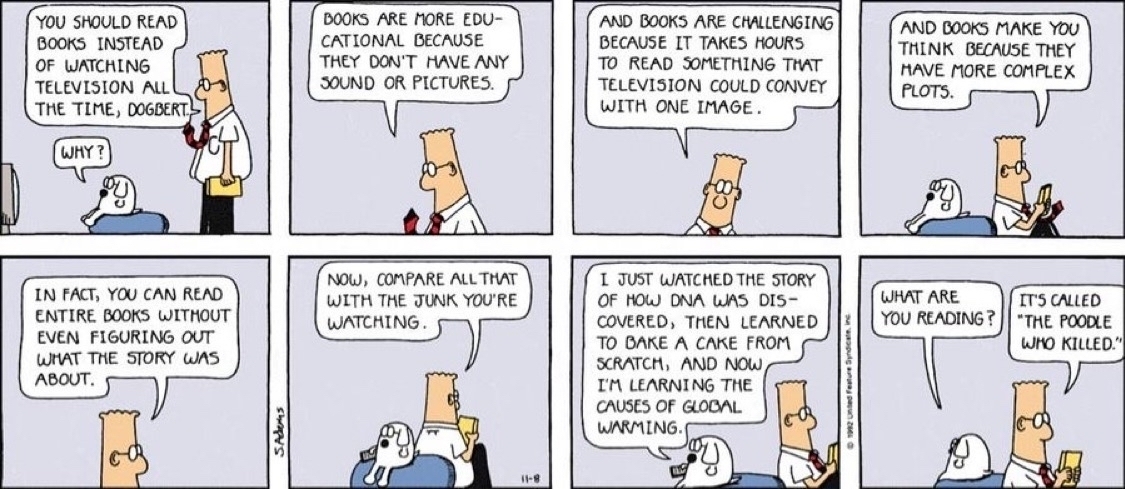 YOU SHOULD READ
BOOKS INSTEAD
OF WATCHING
TELEVISION ALL
THE TIME, DOGBERT.
WHY?
BOOKS ARE MORE EDU-
CATIONAL BECAUSE
THEY DON'T HAVE ANY
SOUND OR PICTURES.
AND BOOKS ARE CHALLENGING
BECAUSE IT TAKES HOURS
TO READ SOMETHING THAT
TELEVISION COULD CONVEY
WITH ONE IMAGE.
AND BOOKS MAKE YOU
THINK BECAUSE THEY
HAVE MORE COMPLEX
PLOTS.
IN FACT, YOU CAN READ
ENTIRE BOOKS WITHOUT
EVEN FIGURING OUT
WHAT THE STORY WAS
ABOUT.
S.Adams
NOW, COMPARE ALL THAT
WITH THE JUNK YOU'RE
WATCHING.
11-8
I JUST WATCHED THE STORY
OF HOW DNA WAS DIS-
COVERED, THEN LEARNED
TO BAKE A CAKE FROM
SCRATCH, AND NOW
I'M LEARNING THE
CAUSES OF GLOBAL
WARMING.
© 1992 United Feature Syndicate, Inc.
WHAT ARE
YOU READING?
IT'S CALLED
"THE POODLE
WHO KILLED."